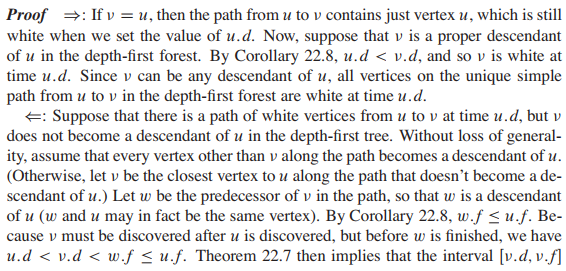 Proof ⇒: If ν = u, then the path from u to ν contains just vertex u, which is still
white when we set the value of u.d. Now, suppose that ν is a proper descendant
of u in the depth-first forest. By Corollary 22.8, u.d < ν.d, and so ν is white at
time u.d. Since ν can be any descendant of u, all vertices on the unique simple
path from u to ν in the depth-first forest are white at time u.d.
⇐: Suppose that there is a path of white vertices from u to ν at time u.d, but ν
does not become a descendant of u in the depth-first tree. Without loss of general-
ity, assume that every vertex other than ν along the path becomes a descendant of u.
(Otherwise, let ν be the closest vertex to u along the path that doesn't become a de-
scendant of u.) Let w be the predecessor of ν in the path, so that w is a descendant
of u (w and u may in fact be the same vertex). By Corollary 22.8, w.f ≤ u.f. Be-
cause ν must be discovered after u is discovered, but before w is finished, we have
u.d < ν.d < w.f ≤ u.f. Theorem 22.7 then implies that the interval [ν.d, ν.f]